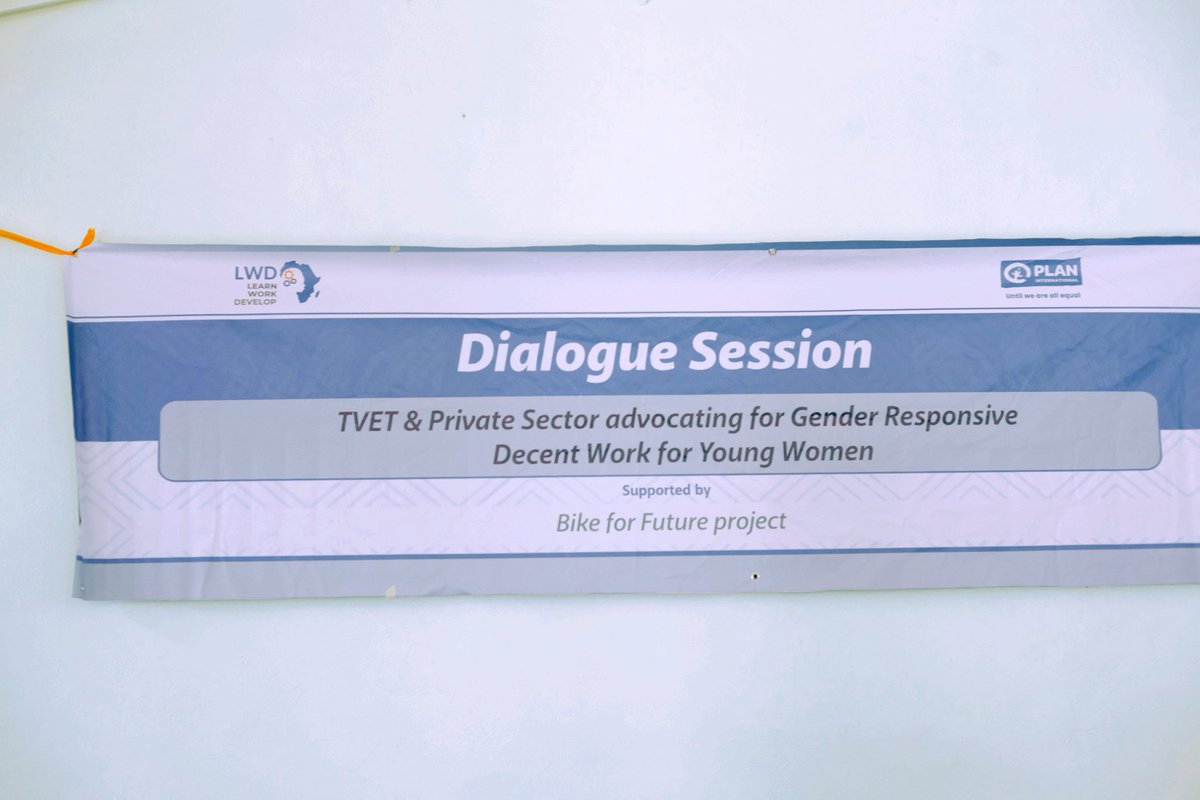 LWD
LEARN
WORK
DEVELOP
PLAN
INTERNATIONAL
Until we are all equal
Dialogue Session
TVET & Private Sector advocating for Gender Responsive
Decent Work for Young Women
Supported by
Bike for Future project